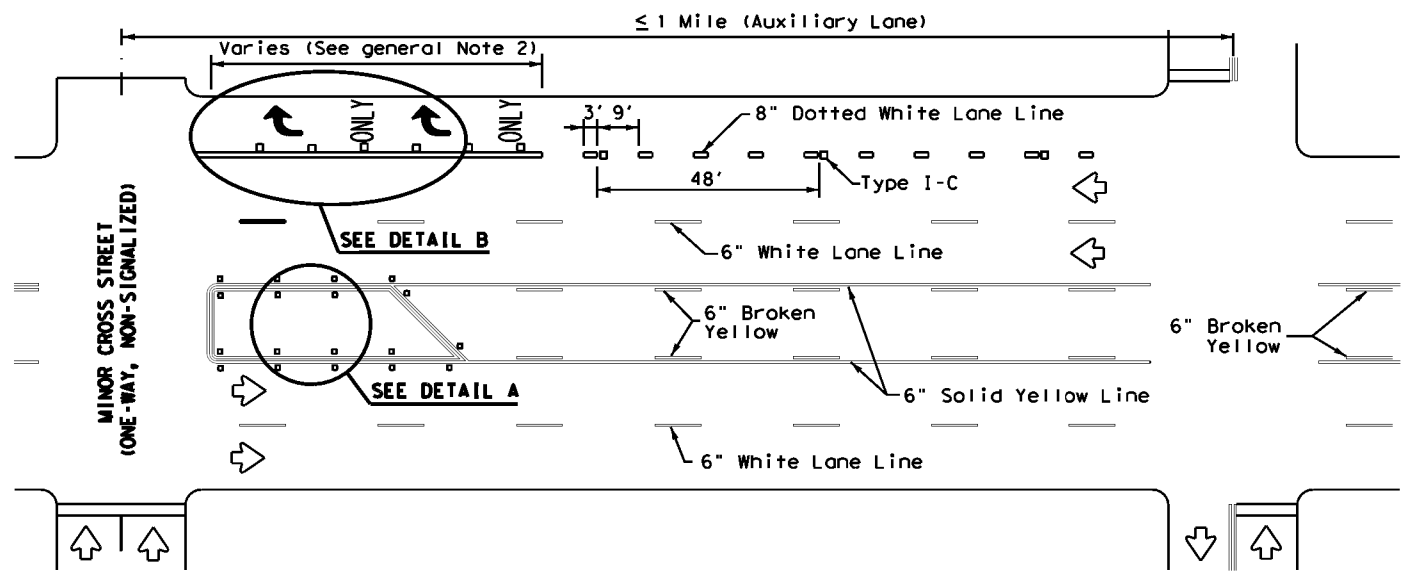 ≤ 1 Mile (Auxiliary Lane)
Varies (See general Note 2)
ONLY
ONLY
3' 9'
8" Dotted White Lane Line
48'
Type I-C
SEE DETAIL B
6" White Lane Line
MINOR CROSS STREET
(ONE-WAY, NON-SIGNALIZED)
6" Broken
Yellow
6" Broken
Yellow
SEE DETAIL A
6" Solid Yellow Line
6" White Lane Line